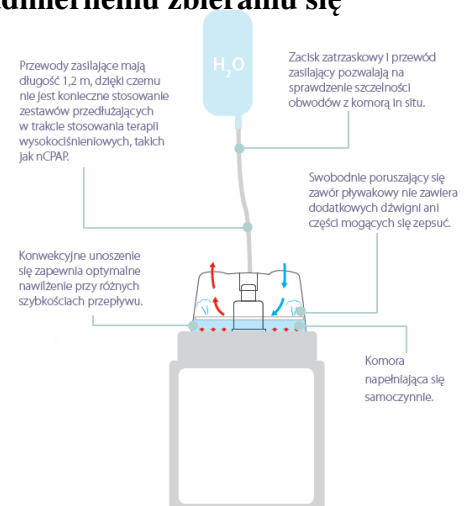 admiernemu zbieraniu się
H₂O
Przewody zasilające mają
długość 1,2 m, dzięki czemu
nie jest konieczne stosowanie
zestawów przedłużających
w trakcie stosowania terapii
wysokociśnieniowych, takich
jak nCPAP.
Zacisk zatrzaskowy i przewód
zasilający pozwalają na
sprawdzenie szczelności
obwodów z komorą in situ.
Swobodnie poruszający się
zawór pływakowy nie zawiera
dodatkowych dźwigni ani
części mogących się zepsuć.
Konwekcyjne unoszenie
się zapewnia optymalne
nawilżenie przy różnych
szybkościach przepływu.
Komora
napełniająca się
samoczynnie.